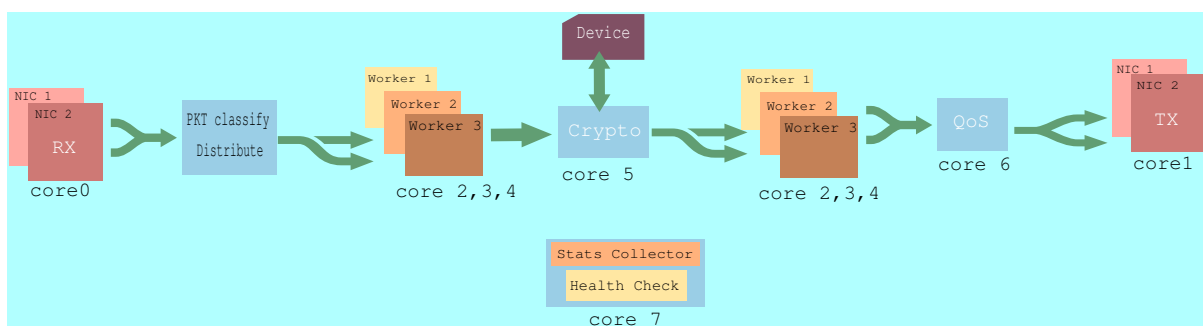 NIC 1
NIC 2
RX
core0
PKT classify
Distribute
Worker 1
Worker 2
Worker 3
core 2,3,4
Device
Crypto
core 5
Worker 1
Worker 2
Worker 3
core 2,3,4
QoS
core 6
NIC 1
NIC 2
TX
core1
Stats Collector
Health Check
core 7